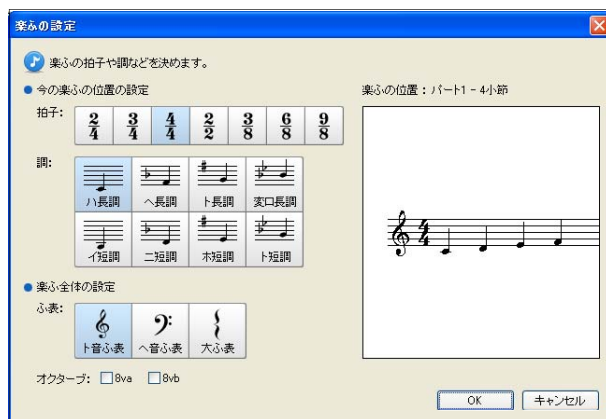 楽ふの設定
楽ふの拍子や調などを決めます。
今の楽ふの位置の設定
拍子:
2/4 3/4 4/4 2/2 3/8 6/8 9/8
調:
ハ長調 ヘ長調 ト長調 変ロ長調
イ短調 ニ短調 ホ短調 ト短調
楽ふ全体の設定
ふ表:
ト音ふ表 ヘ音ふ表 大ふ表
オクターブ: 8va 8vb
楽ふの位置：パート1 - 4小節
4/4
OK キャンセル